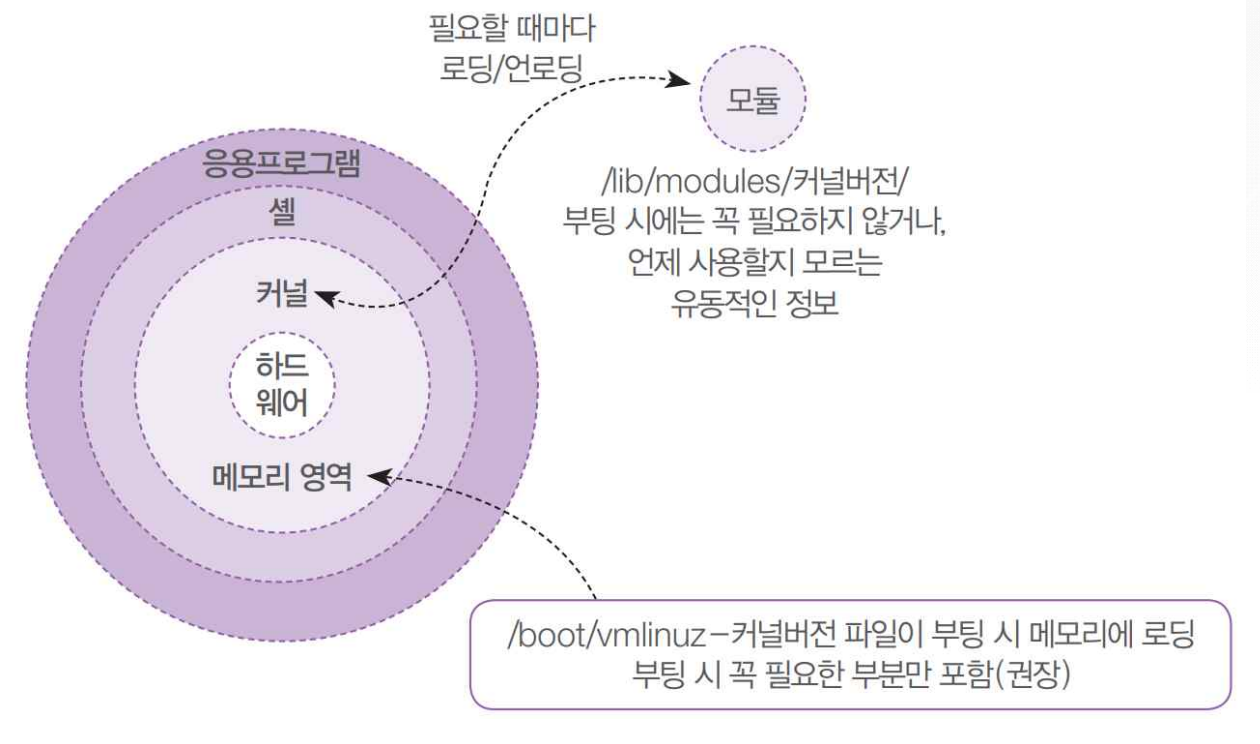 필요할 때마다
로딩/언로딩
모듈
/lib/modules/커널버전/
부팅 시에는 꼭 필요하지 않거나,
언제 사용할지 모르는
유동적인 정보
응용프로그램
셸
커널
하드
웨어
메모리 영역
/boot/vmlinuz-커널버전 파일이 부팅 시 메모리에 로딩
부팅 시 꼭 필요한 부분만 포함(권장)